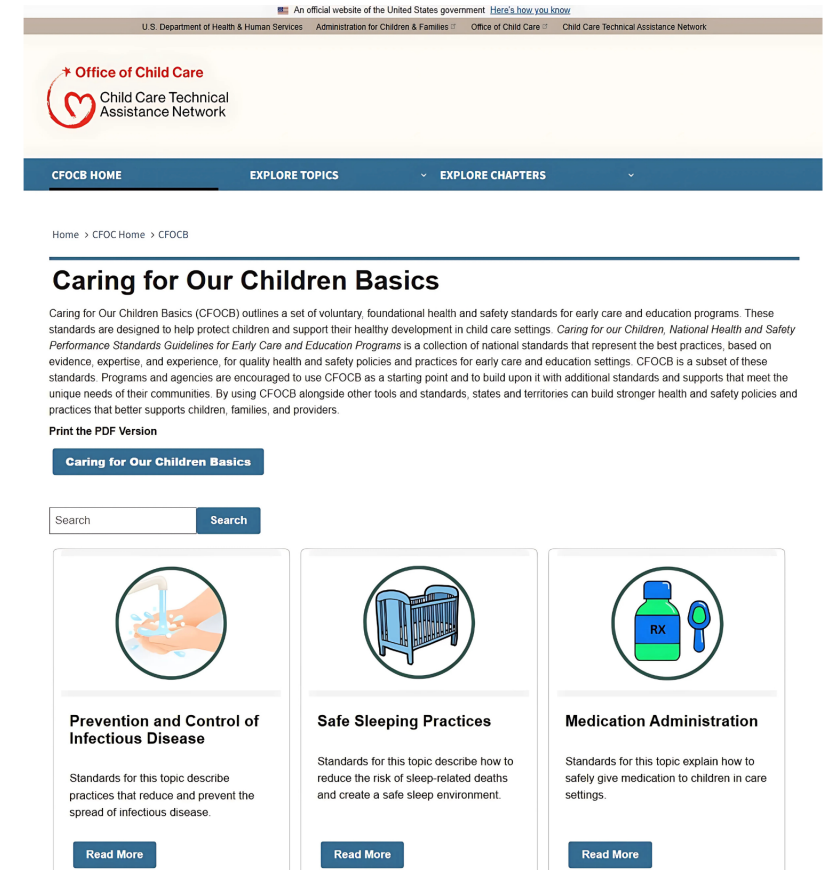 An official website of the United States government Here's how you know
U.S. Department of Health & Human Services Administration for Children & Families Office of Child Care Child Care Technical Assistance Network
Office of Child Care
Child Care Technical
Assistance Network
CFOCB HOME EXPLORE TOPICS EXPLORE CHAPTERS
Home > CFOC Home > CFOCB
Caring for Our Children Basics
Caring for Our Children Basics (CFOCB) outlines a set of voluntary, foundational health and safety standards for early care and education programs. These
standards are designed to help protect children and support their healthy development in child care settings. Caring for our Children, National Health and Safety
Performance Standards Guidelines for Early Care and Education Programs is a collection of national standards that represent the best practices, based on
evidence, expertise, and experience, for quality health and safety policies and practices for early care and education settings. CFOCB is a subset of these
standards. Programs and agencies are encouraged to use CFOCB as a starting point and to build upon it with additional standards and supports that meet the
unique needs of their communities. By using CFOCB alongside other tools and standards, states and territories can build stronger health and safety policies and
practices that better supports children, families, and providers.
Print the PDF Version
Caring for Our Children Basics
Search Search
RX
Prevention and Control of
Infectious Disease
Standards for this topic describe
practices that reduce and prevent the
spread of infectious disease.
Read More
Safe Sleeping Practices
Standards for this topic describe how to
reduce the risk of sleep-related deaths
and create a safe sleep environment.
Read More
Medication Administration
Standards for this topic explain how to
safely give medication to children in care
settings.
Read More